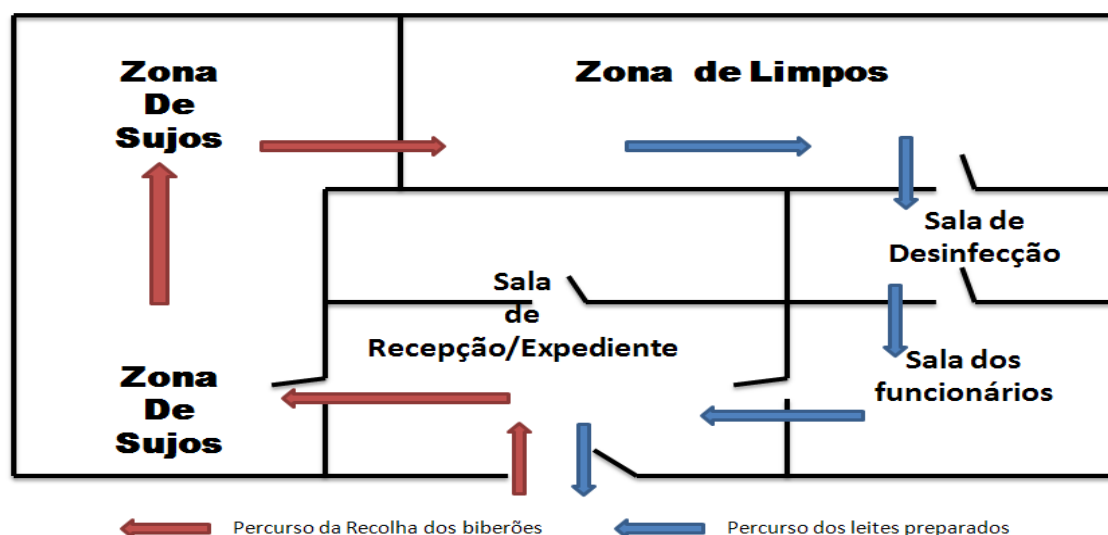 Zona
De
Sujos
Zona de Limpos
Sala de
Desinfecção
Sala
de
Recepção/Expediente
Sala dos
funcionários
Zona
De
Sujos
Percurso da Recolha dos biberões
Percurso dos leites preparados